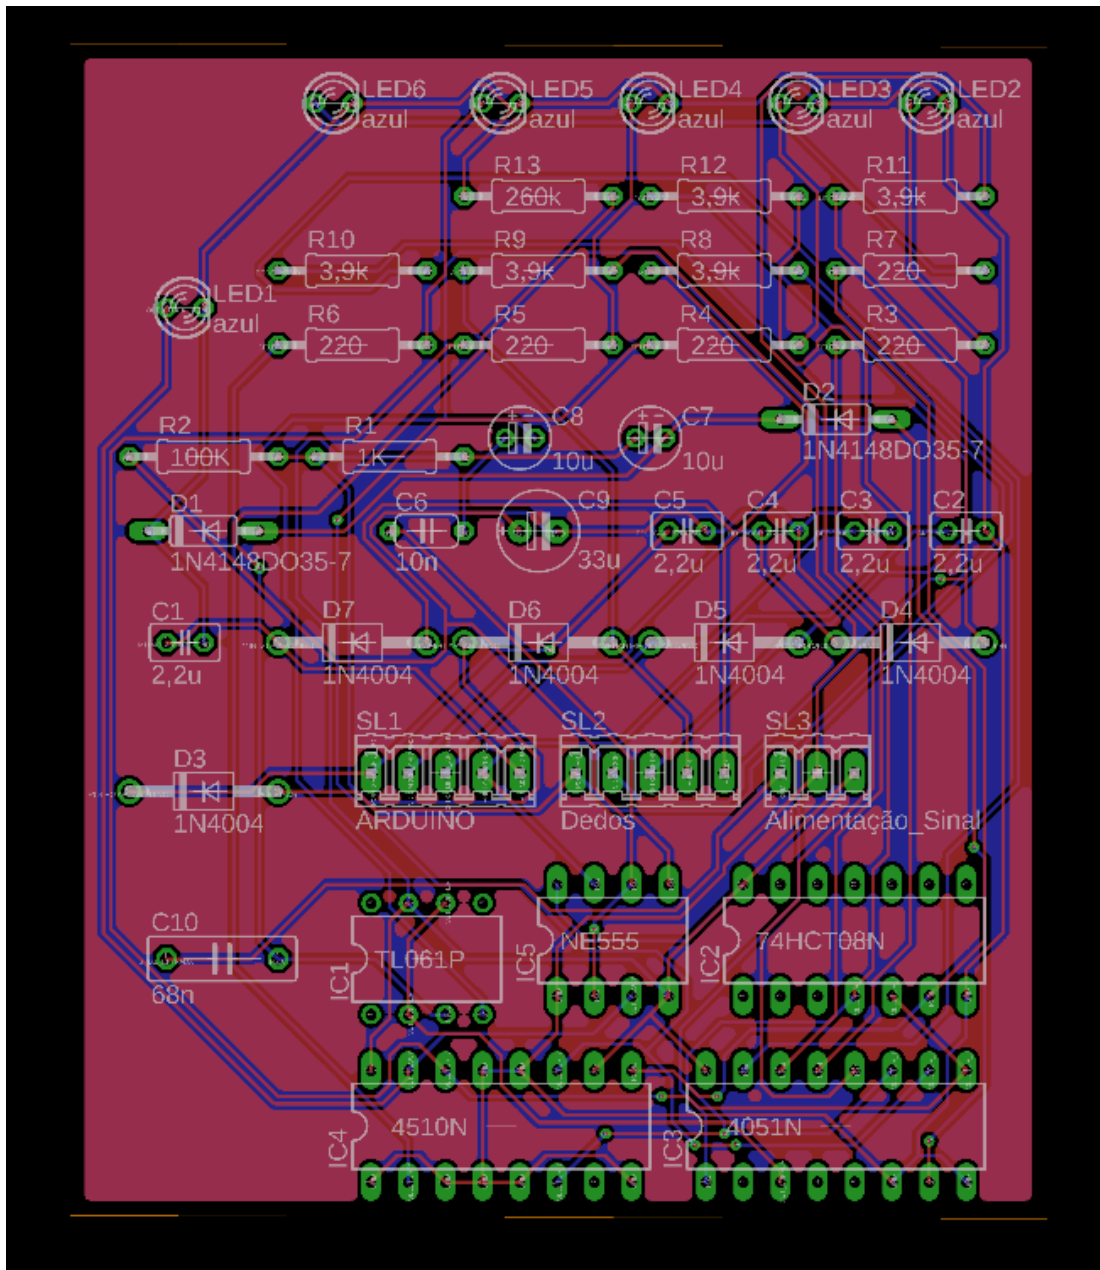 LED6
azul
LED5
azul
LED4
azul
LED3
azul
LED2
azul
R13
260k
R12
3,9k
R11
3,9k
R10
3,9k
R9
3,9k
R8
3,9k
R7
220
LED1
azul
R6
220
R5
220
R4
220
R3
220
D2
1N4148DO35-7
R2
100K
R1
1K
C8
10u
C7
10u
D1
1N4148DO35-7
C6
10n
C9
33u
C5
2,2u
C4
2,2u
C3
2,2u
C2
2,2u
C1
2,2u
D7
1N4004
D6
1N4004
D5
1N4004
D4
1N4004
SL1
ARDUINO
SL2
Dedos
SL3
Alimentação_Sinal
D3
1N4004
C10
68n
IC1
TL061P
IC5
NE555
IC2
74HCT08N
IC4
4510N
IC3
4051N